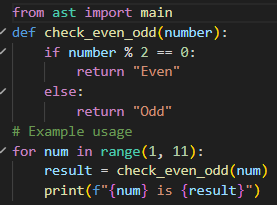 from ast import main
def check_even_odd(number):
    if number % 2 == 0:
        return "Even"
    else:
        return "Odd"
# Example usage
for num in range(1, 11):
    result = check_even_odd(num)
    print(f"{num} is {result}")